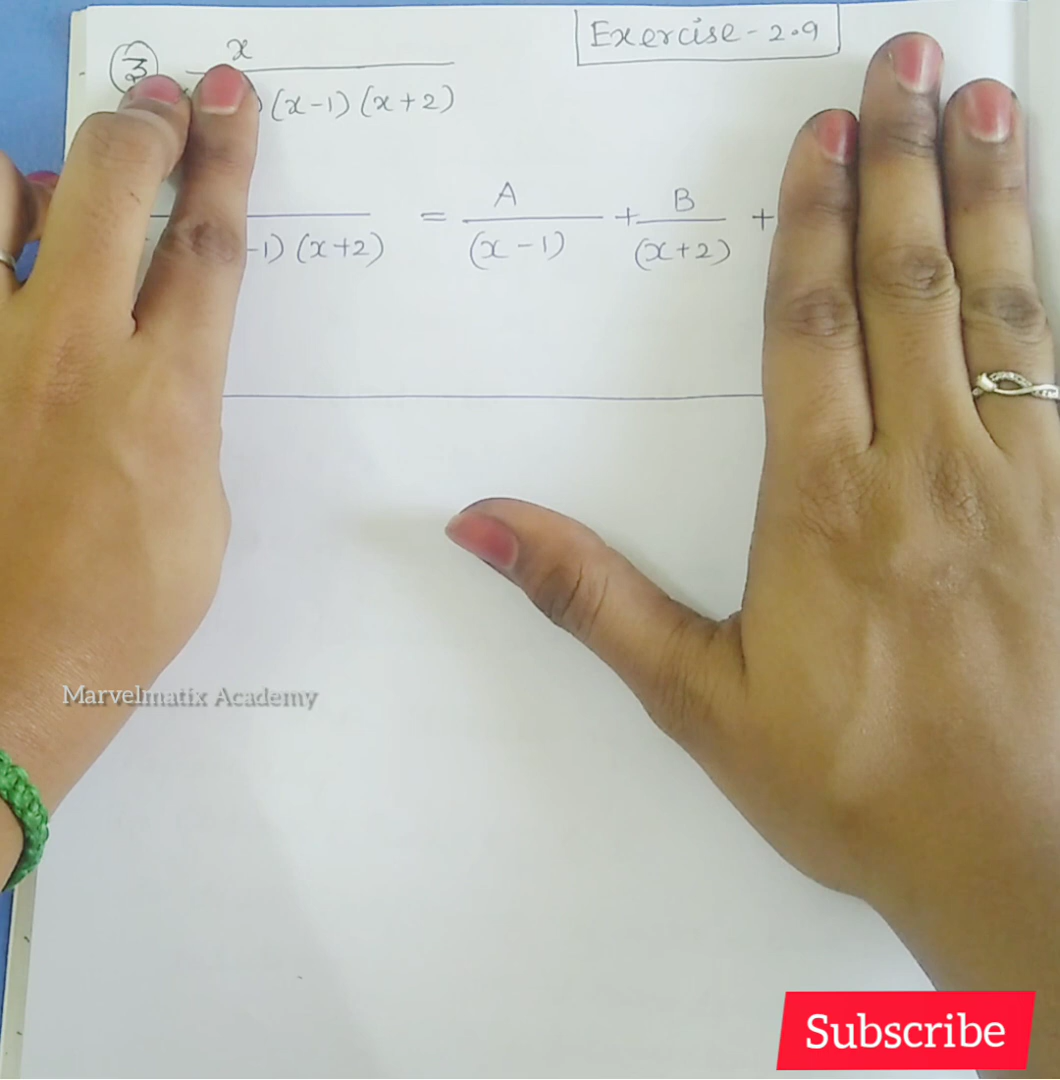 Exercise - 2.9
3 x
) (x-1) (x+2)
A B
-1) (x+2) = (x-1) + (x+2) +
Marvelmatix Academy
Subscribe